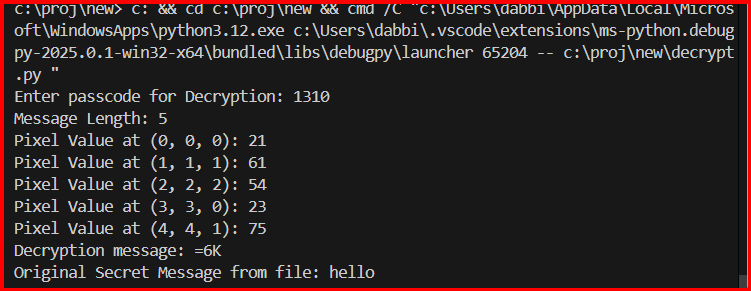 c:\proj\new> c: && cd c:\proj\new && cmd /C "c:\Users\dabbi\AppData\Local\Micros
oft\WindowsApps\python3.12.exe c:\Users\dabbi\.vscode\extensions\ms-python.debug
py-2025.0.1-win32-x64\bundled\libs\debugpy\launcher 65204 -- c:\proj\new\decrypt
.py "
Enter passcode for Decryption: 1310
Message Length: 5
Pixel Value at (0, 0, 0): 21
Pixel Value at (1, 1, 1): 61
Pixel Value at (2, 2, 2): 54
Pixel Value at (3, 3, 0): 23
Pixel Value at (4, 4, 1): 75
Decryption message: =6K
Original Secret Message from file: hello